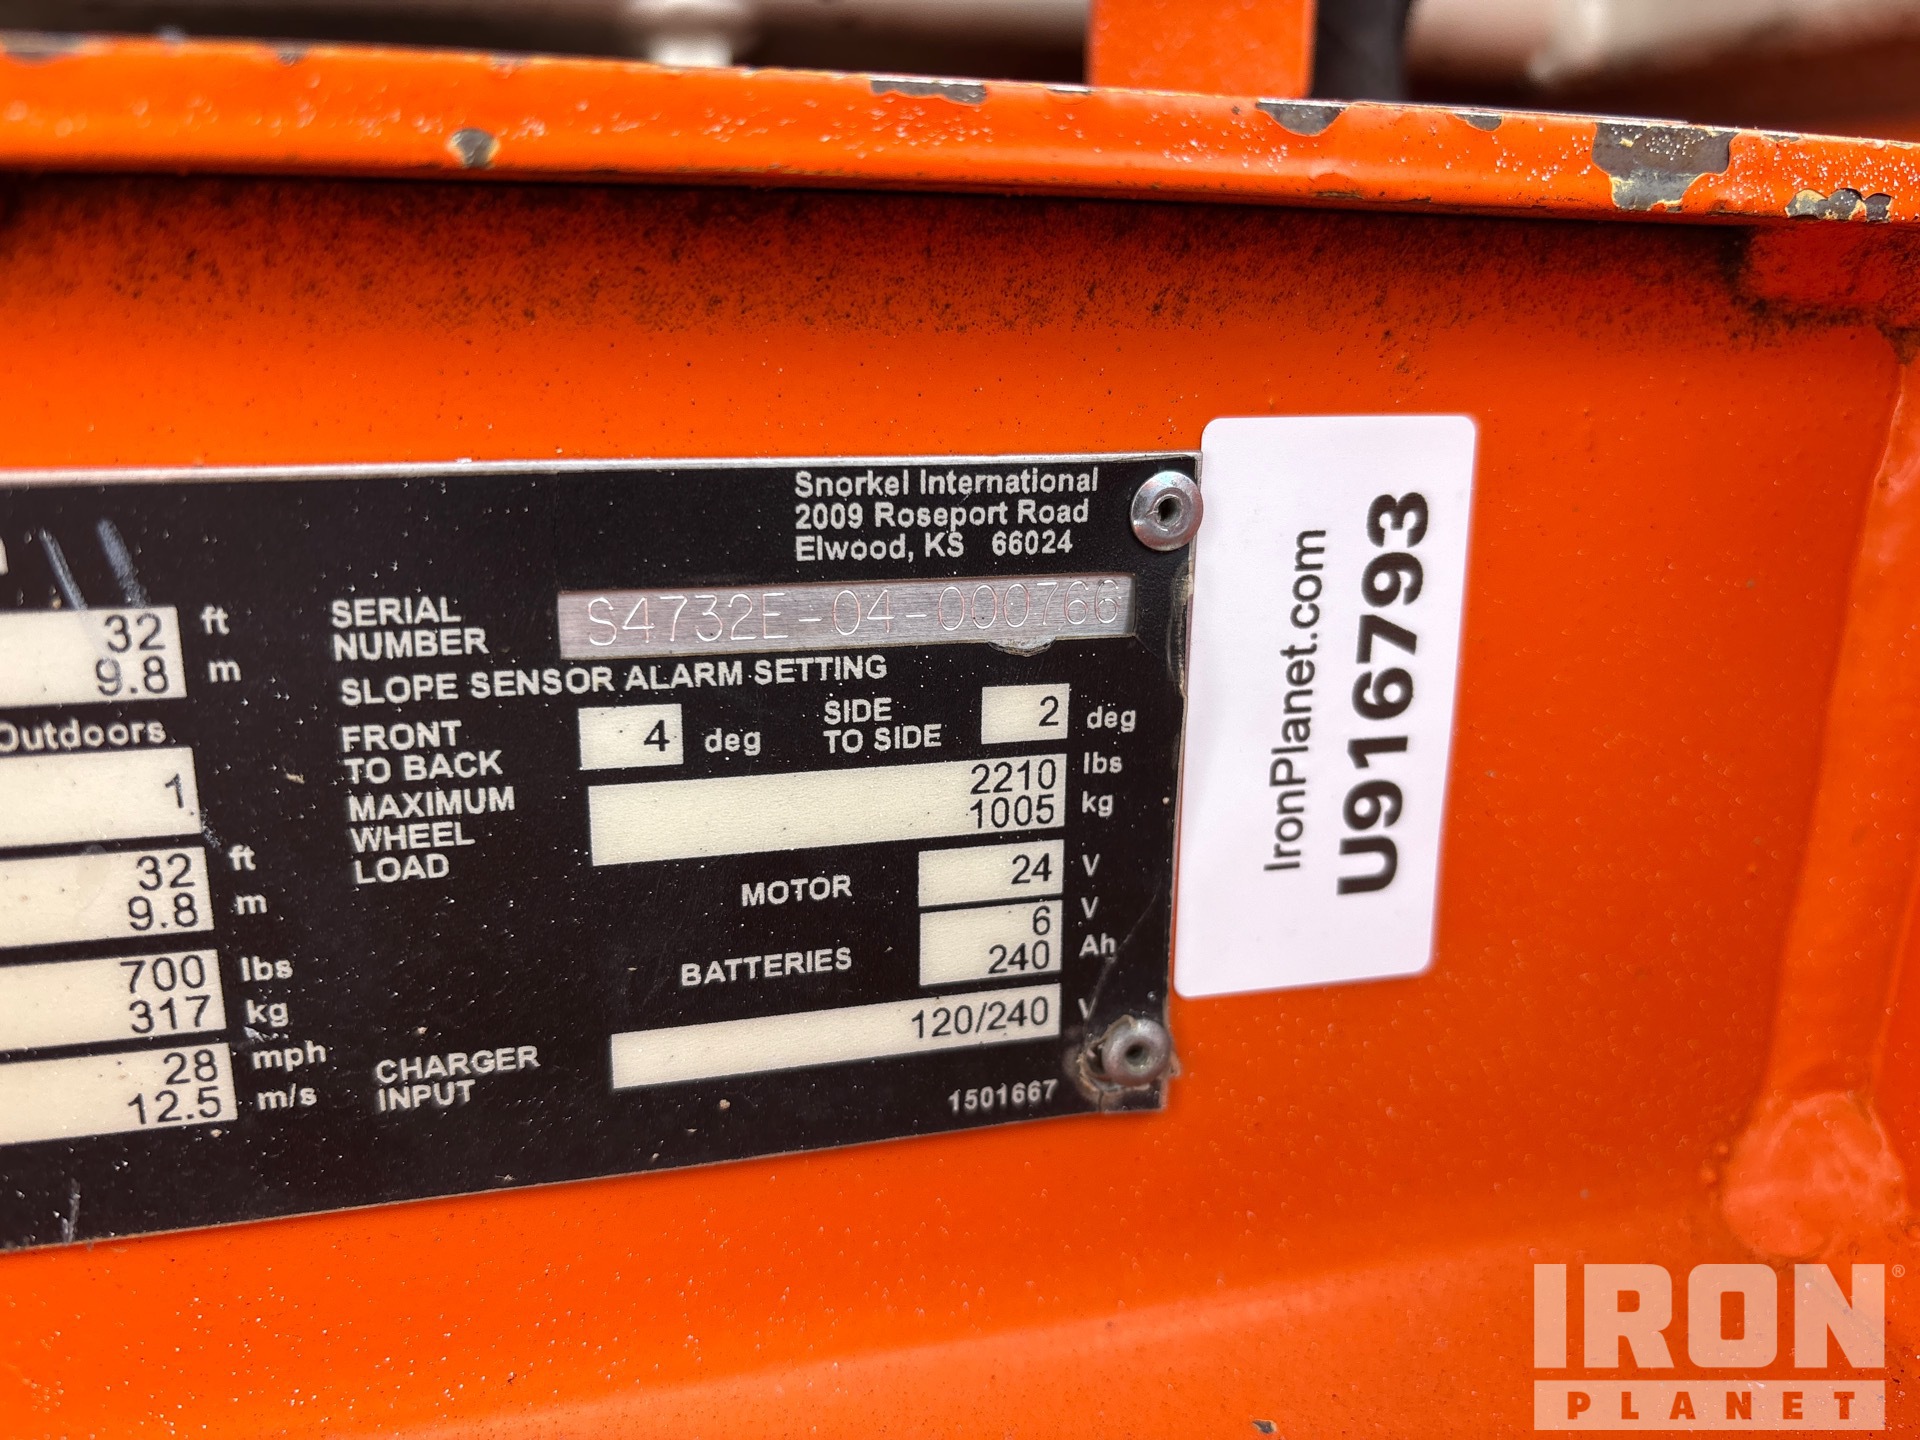 Snorkel International
2009 Roseport Road
Elwood, KS 66024
32 ft
9.8 m
Outdoors
1
32 ft
9.8 m
700 lbs
317 kg
28 mph
12.5 m/s
SERIAL
NUMBER
S4732E-04-000766
SLOPE SENSOR ALARM SETTING
FRONT
TO BACK
4 deg
SIDE
TO SIDE
2 deg
MAXIMUM
WHEEL
LOAD
2210 lbs
1005 kg
MOTOR 24 V
BATTERIES
6 V
240 Ah
CHARGER
INPUT
120/240 V
1501667
IronPlanet.com
U916793
IRON®
PLANET